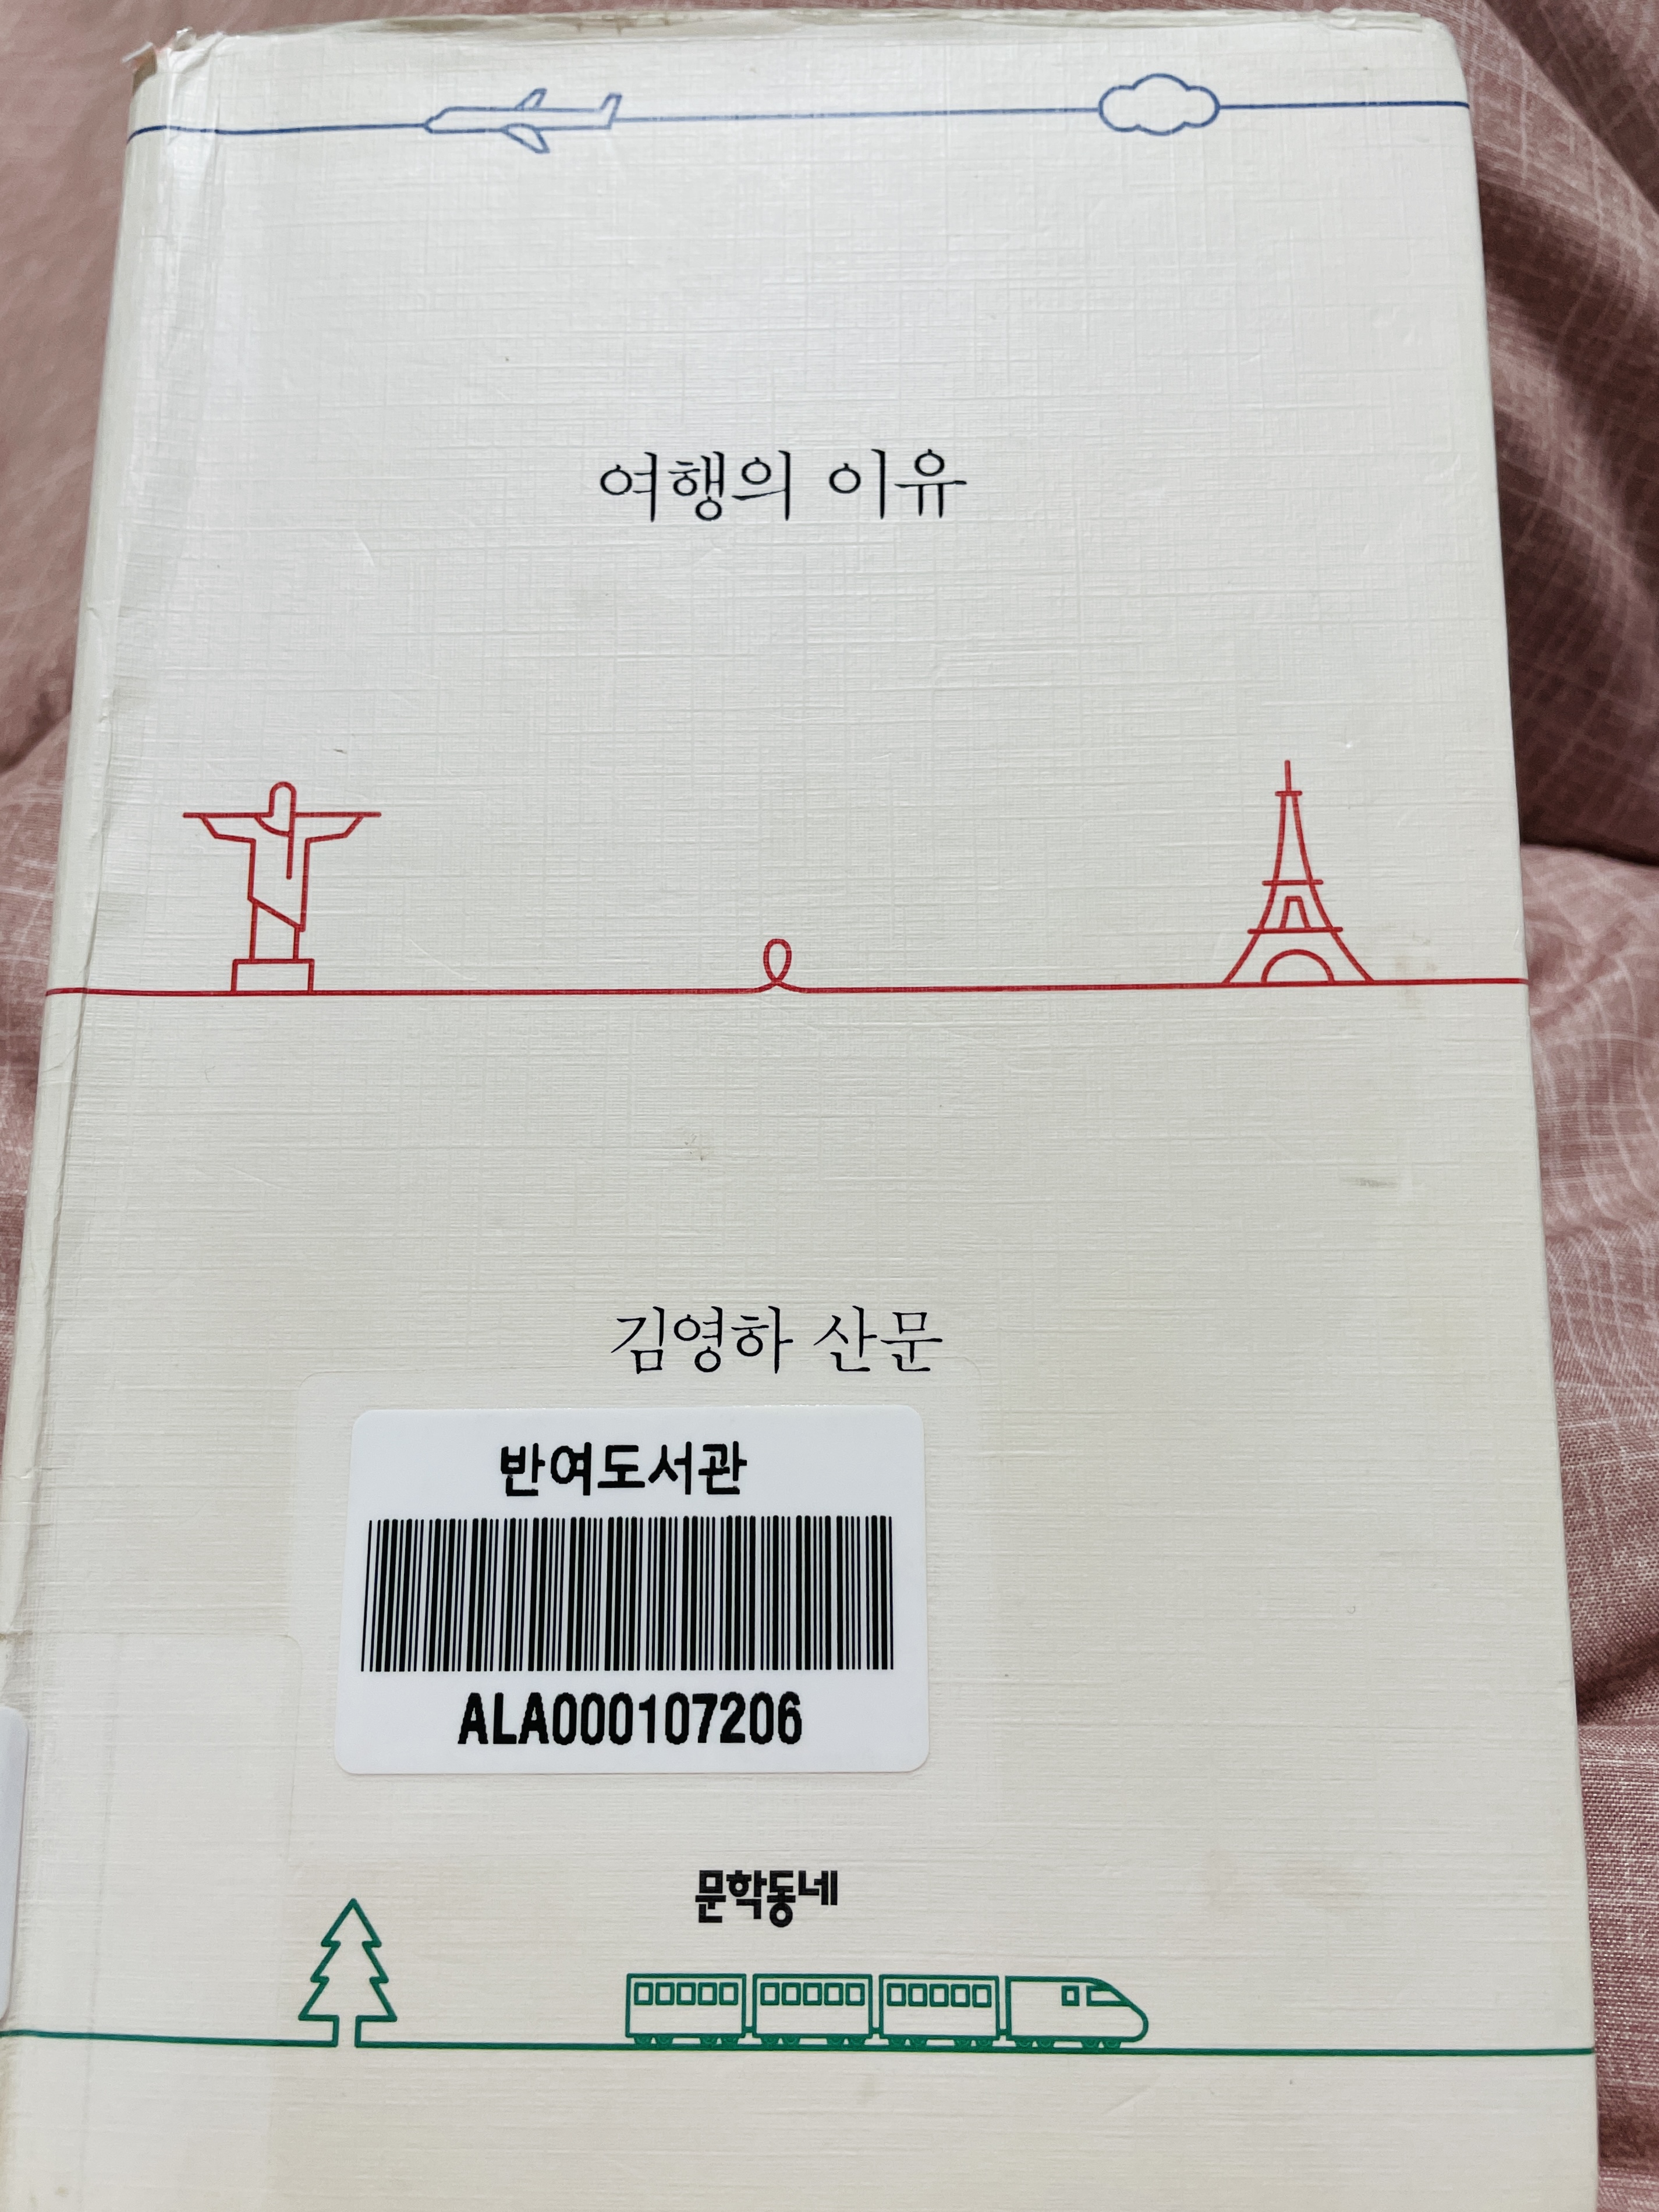 여행의 이유
김영하 산문
반여도서관
ALA000107206
문학동네